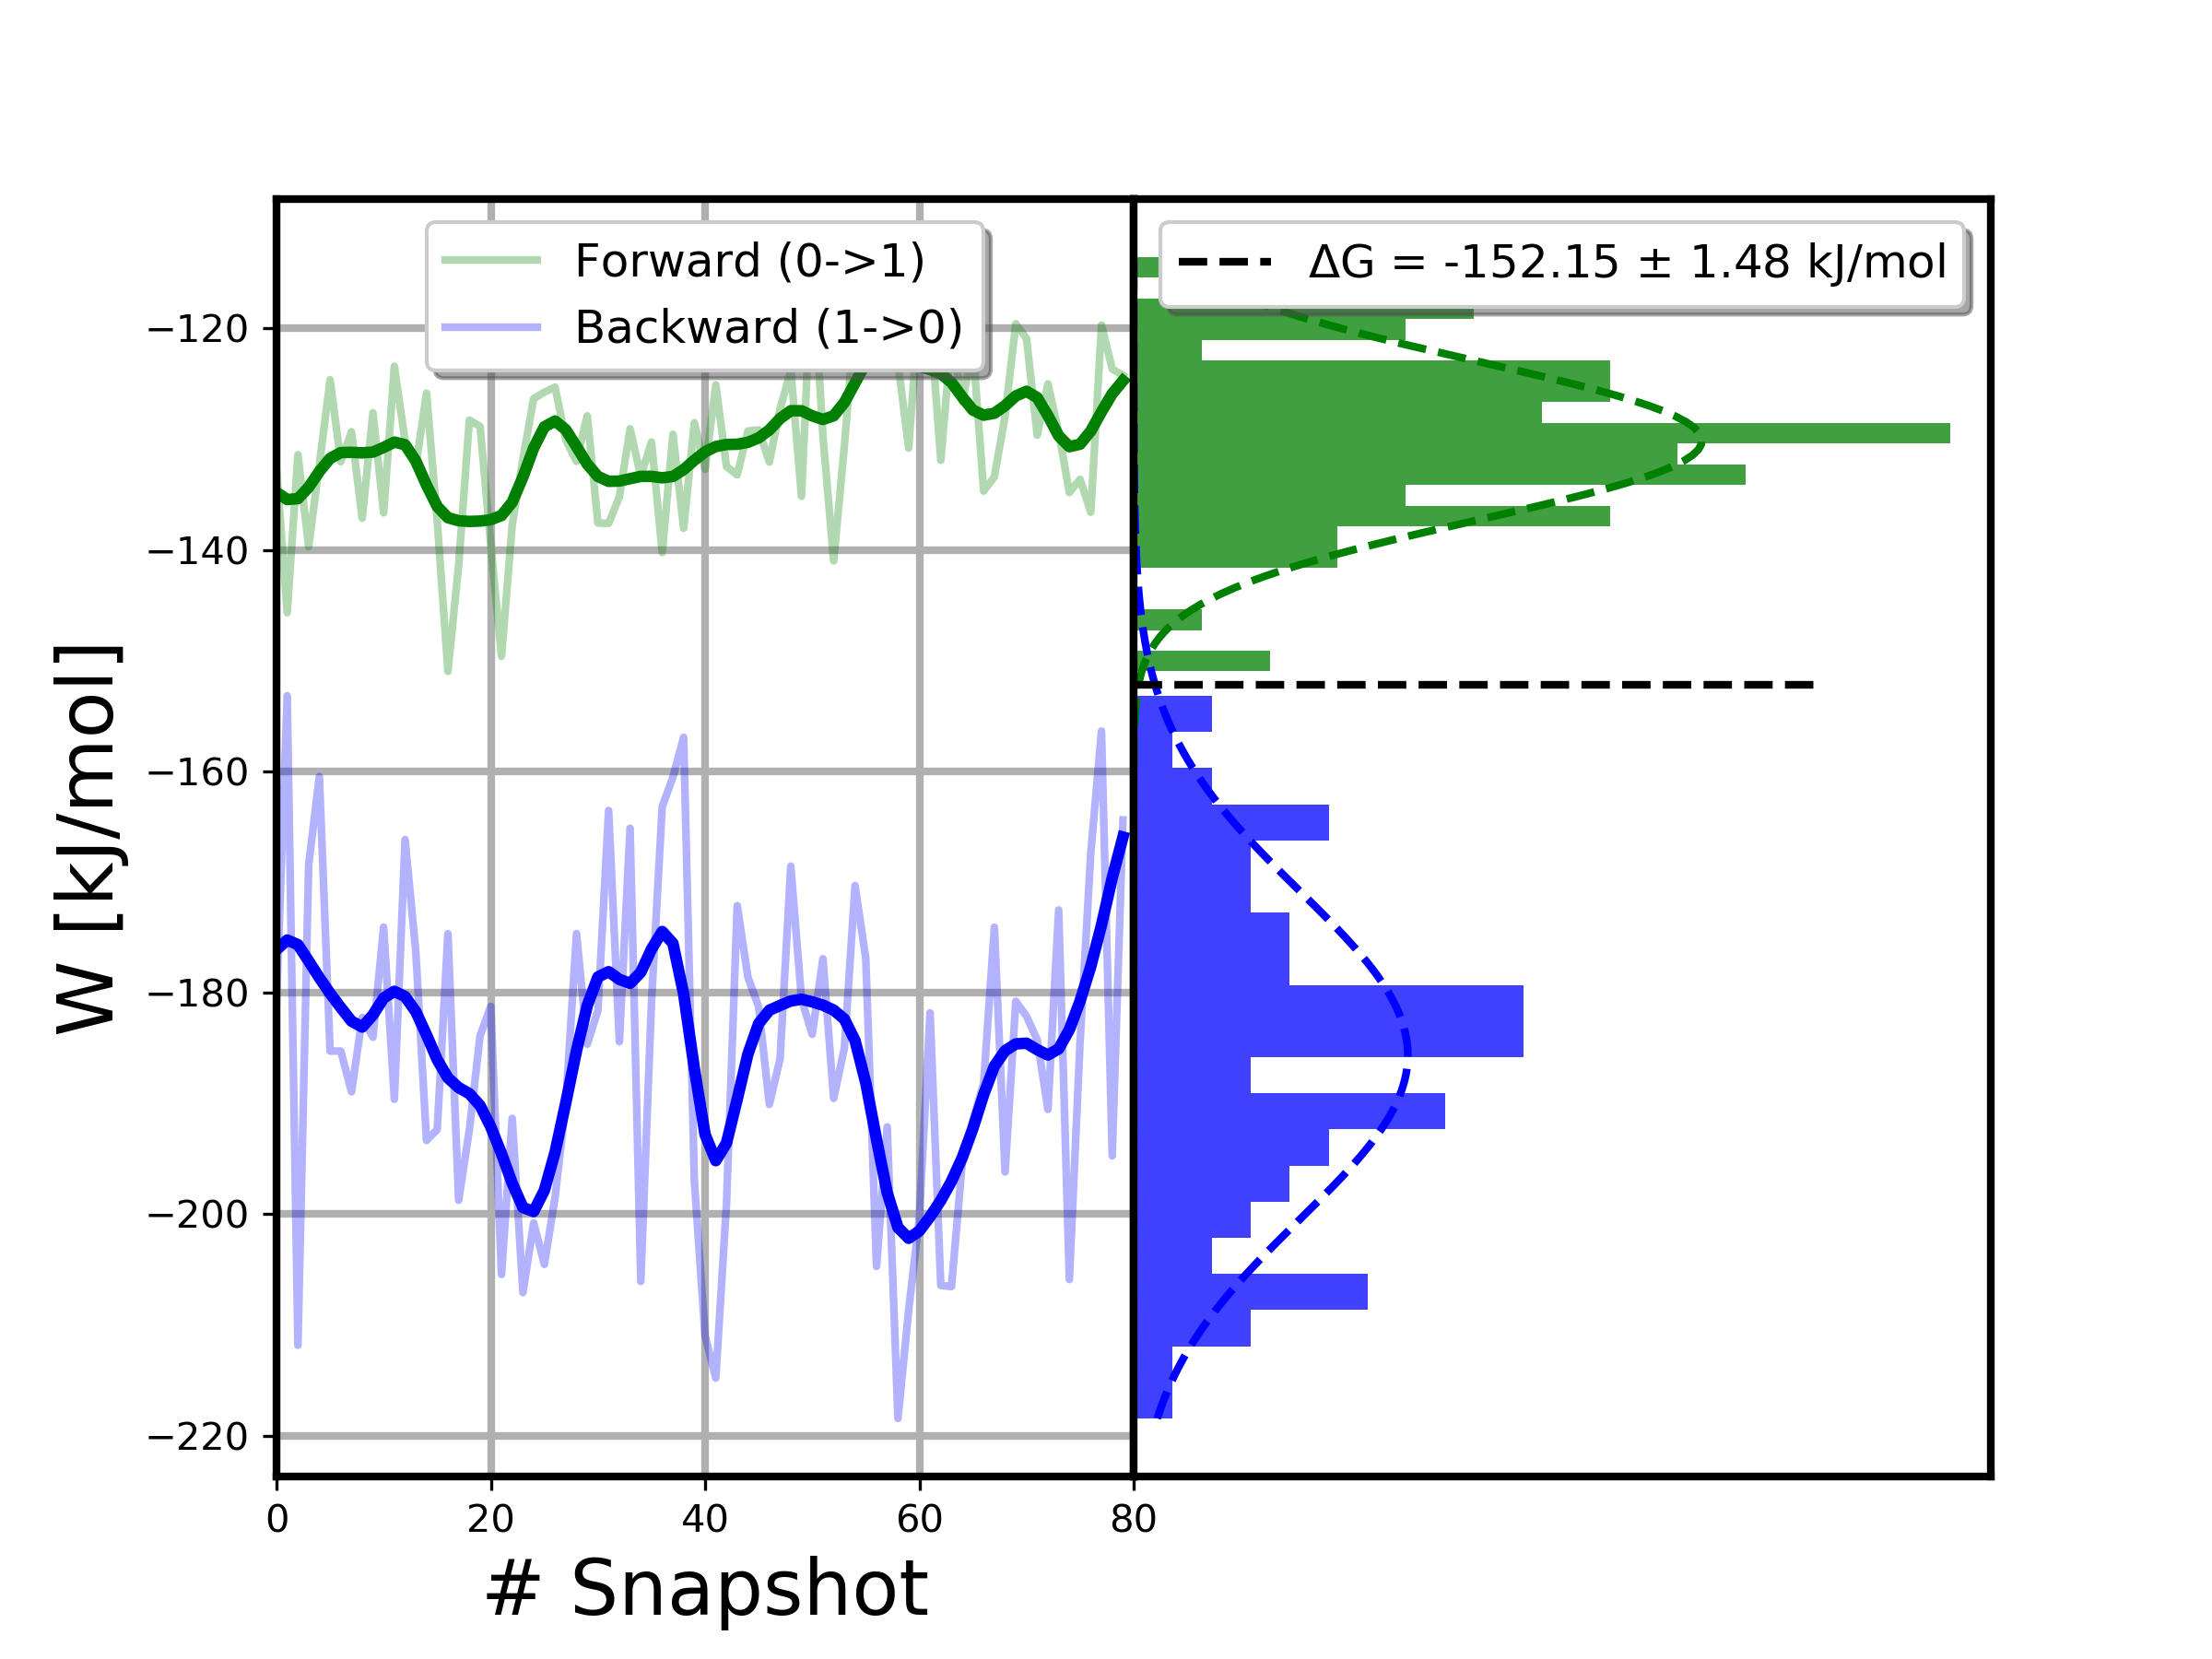 Forward (0->1)
Backward (1->0)
ΔG = -152.15 ± 1.48 kJ/mol
W [kJ/mol]
−120
−140
−160
−180
−200
−220
0 20 40 60 80
# Snapshot